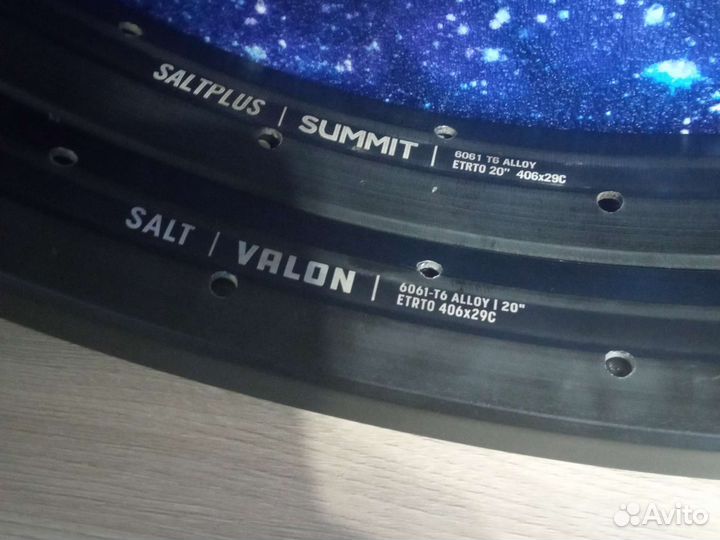 SALTPLUS | SUMMIT | 6061 T6 ALLOY
ETRTO 20" 406x29C
SALT | VALON | 6061-T6 ALLOY | 20"
ETRTO 406x29C
Avito